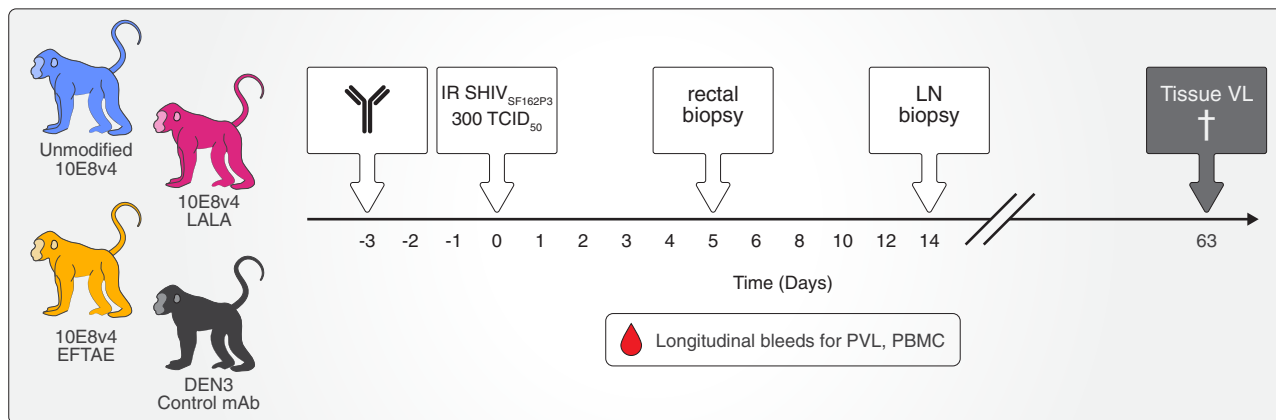 Unmodified
10E8v4
10E8v4
LALA
10E8v4
EFTAE
DEN3
Control mAb
IR SHIVSF162P3
300 TCID50
rectal
biopsy
LN
biopsy
Tissue VL
†
-3 -2 -1 0 1 2 3 4 5 6 8 10 12 14 63
Time (Days)
Longitudinal bleeds for PVL, PBMC